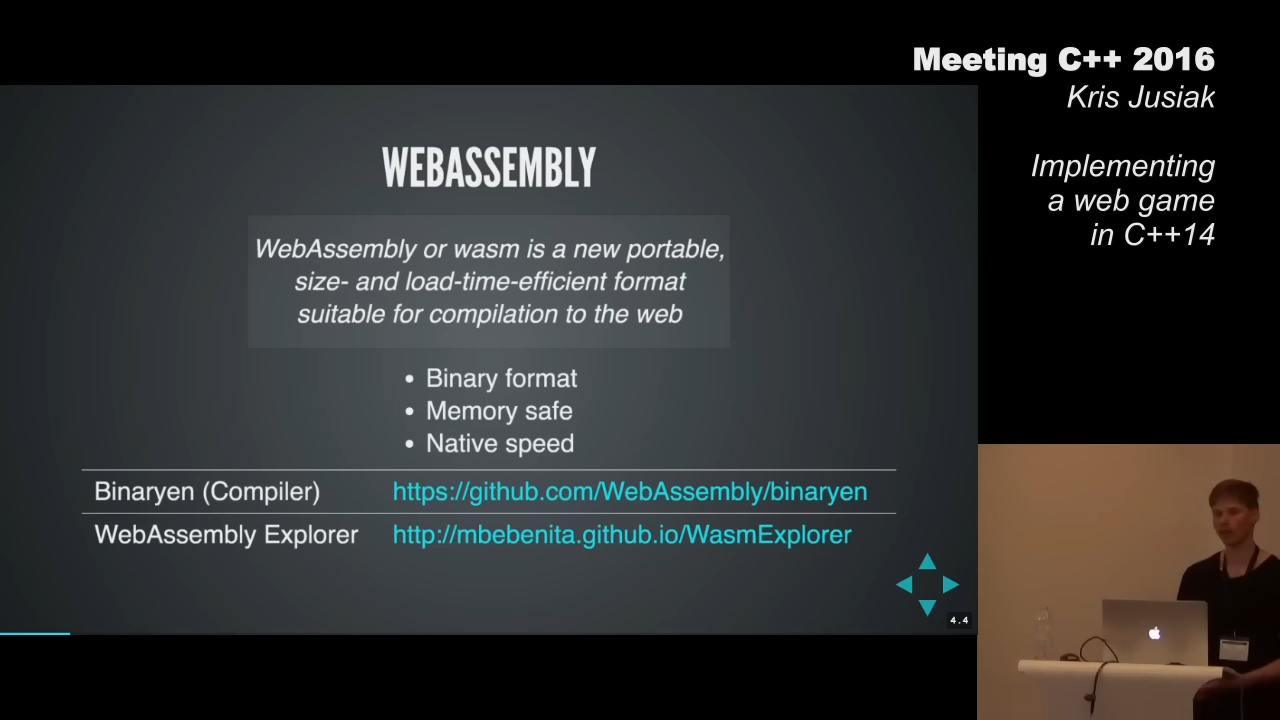 Meeting C++ 2016
Kris Jusiak
Implementing
a web game
in C++14
WEBASSEMBLY
WebAssembly or wasm is a new portable,
size- and load-time-efficient format
suitable for compilation to the web
• Binary format
• Memory safe
• Native speed
Binaryen (Compiler) https://github.com/WebAssembly/binaryen
WebAssembly Explorer http://mbebenita.github.io/WasmExplorer
4.4